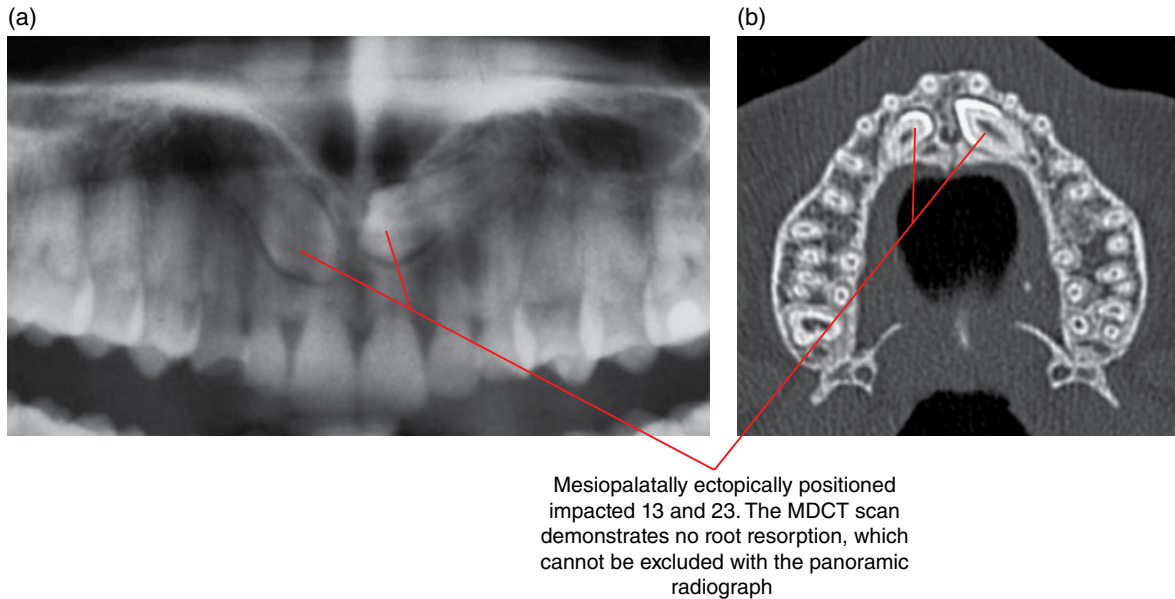 (a)
(b)
Mesiopalatally ectopically positioned
impacted 13 and 23. The MDCT scan
demonstrates no root resorption, which
cannot be excluded with the panoramic
radiograph